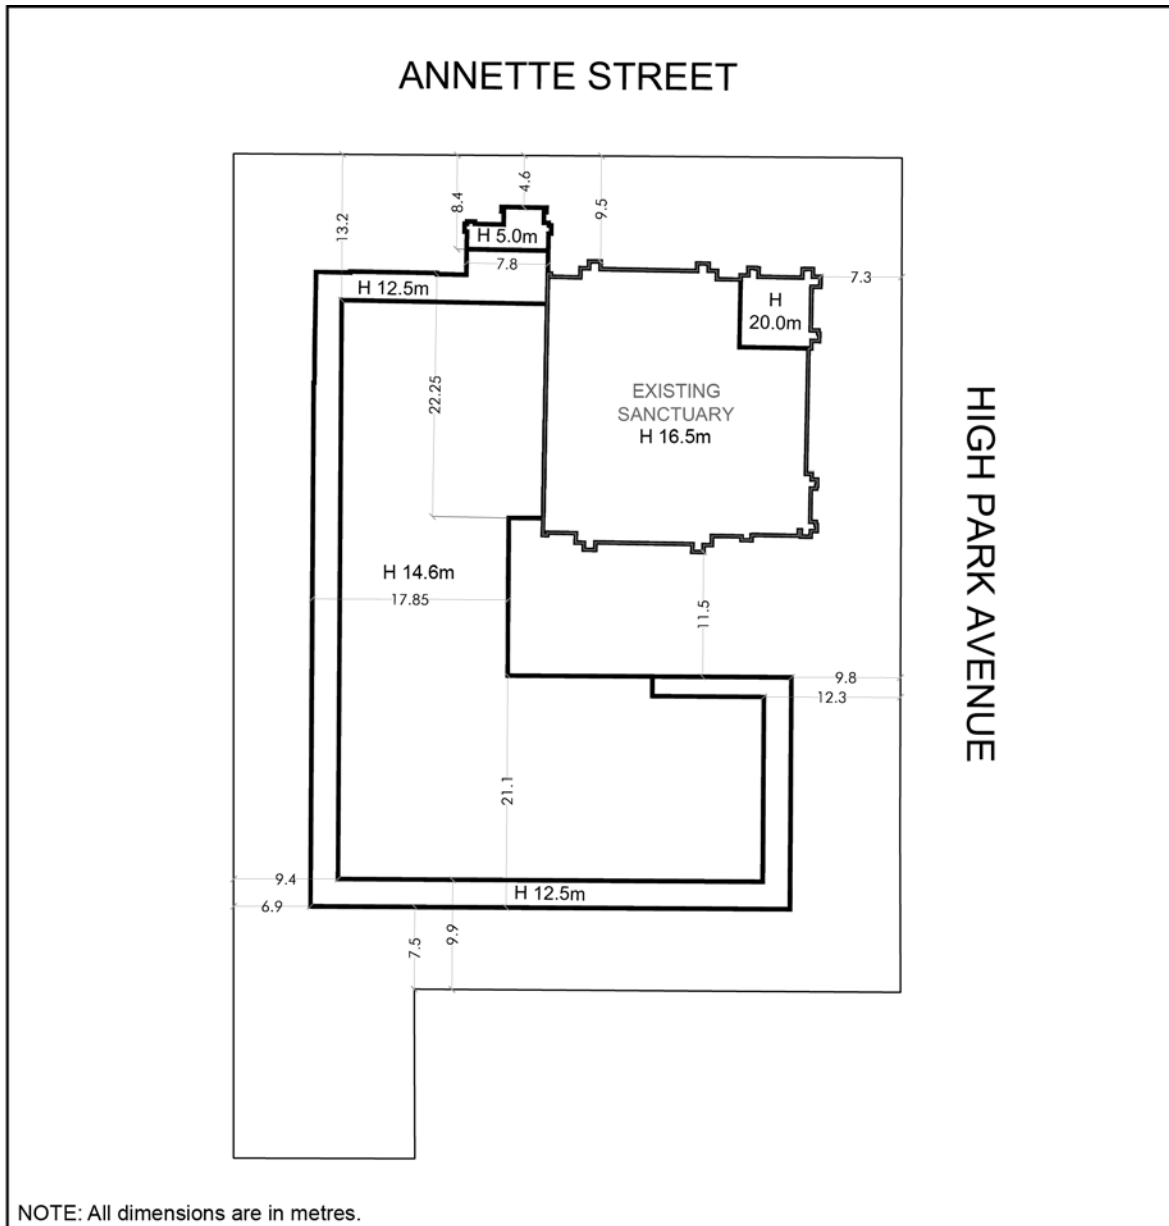 ANNETTE STREET
13.2
8.4
4.6
9.5
H 5.0m
7.8
7.3
H 12.5m
H
20.0m
22.25
EXISTING
SANCTUARY
H 16.5m
HIGH PARK AVENUE
H 14.6m
17.85
11.5
9.8
12.3
21.1
9.4
H 12.5m
6.9
7.5
9.9
NOTE: All dimensions are in metres.